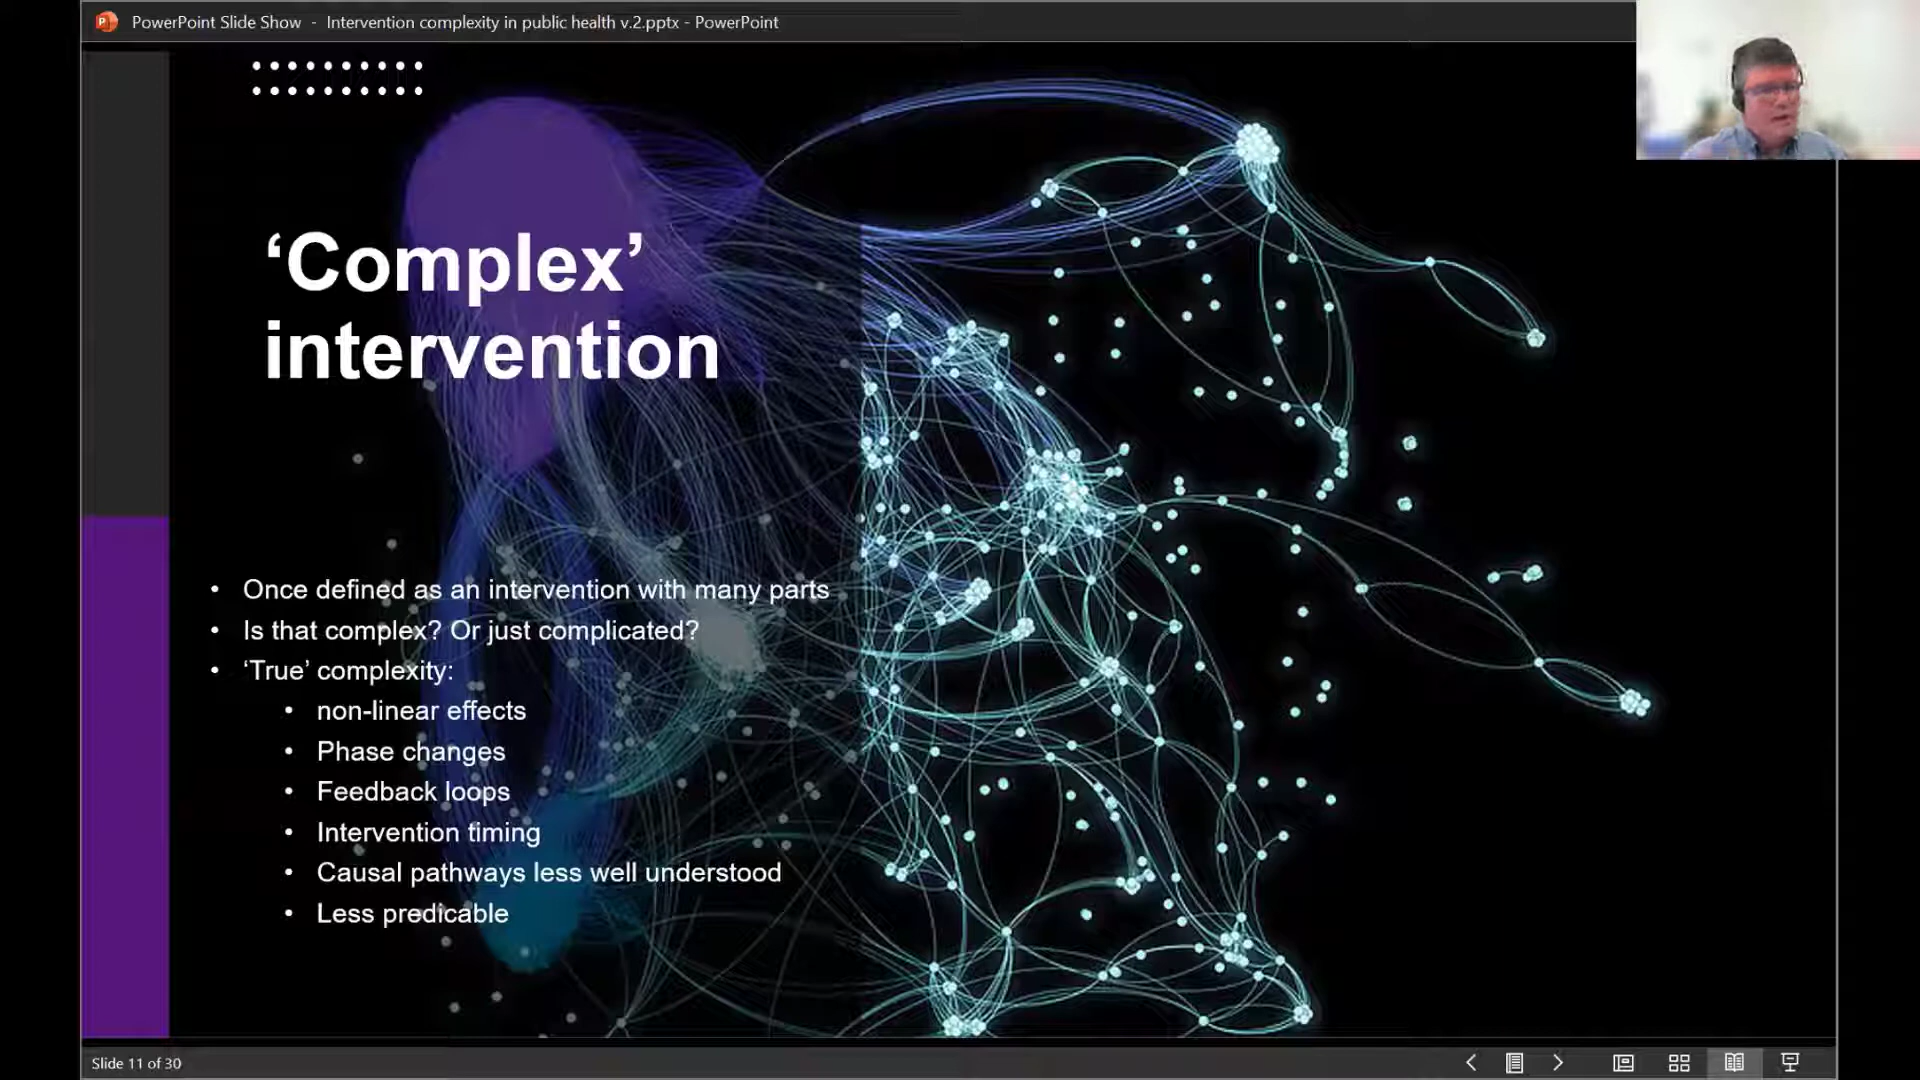 PowerPoint Slide Show - Intervention complexity in public health v.2.pptx - PowerPoint
‘Complex’
intervention
• Once defined as an intervention with many parts
• Is that complex? Or just complicated?
• ‘True’ complexity:
• non-linear effects
• Phase changes
• Feedback loops
• Intervention timing
• Causal pathways less well understood
• Less predicable
Slide 11 of 30